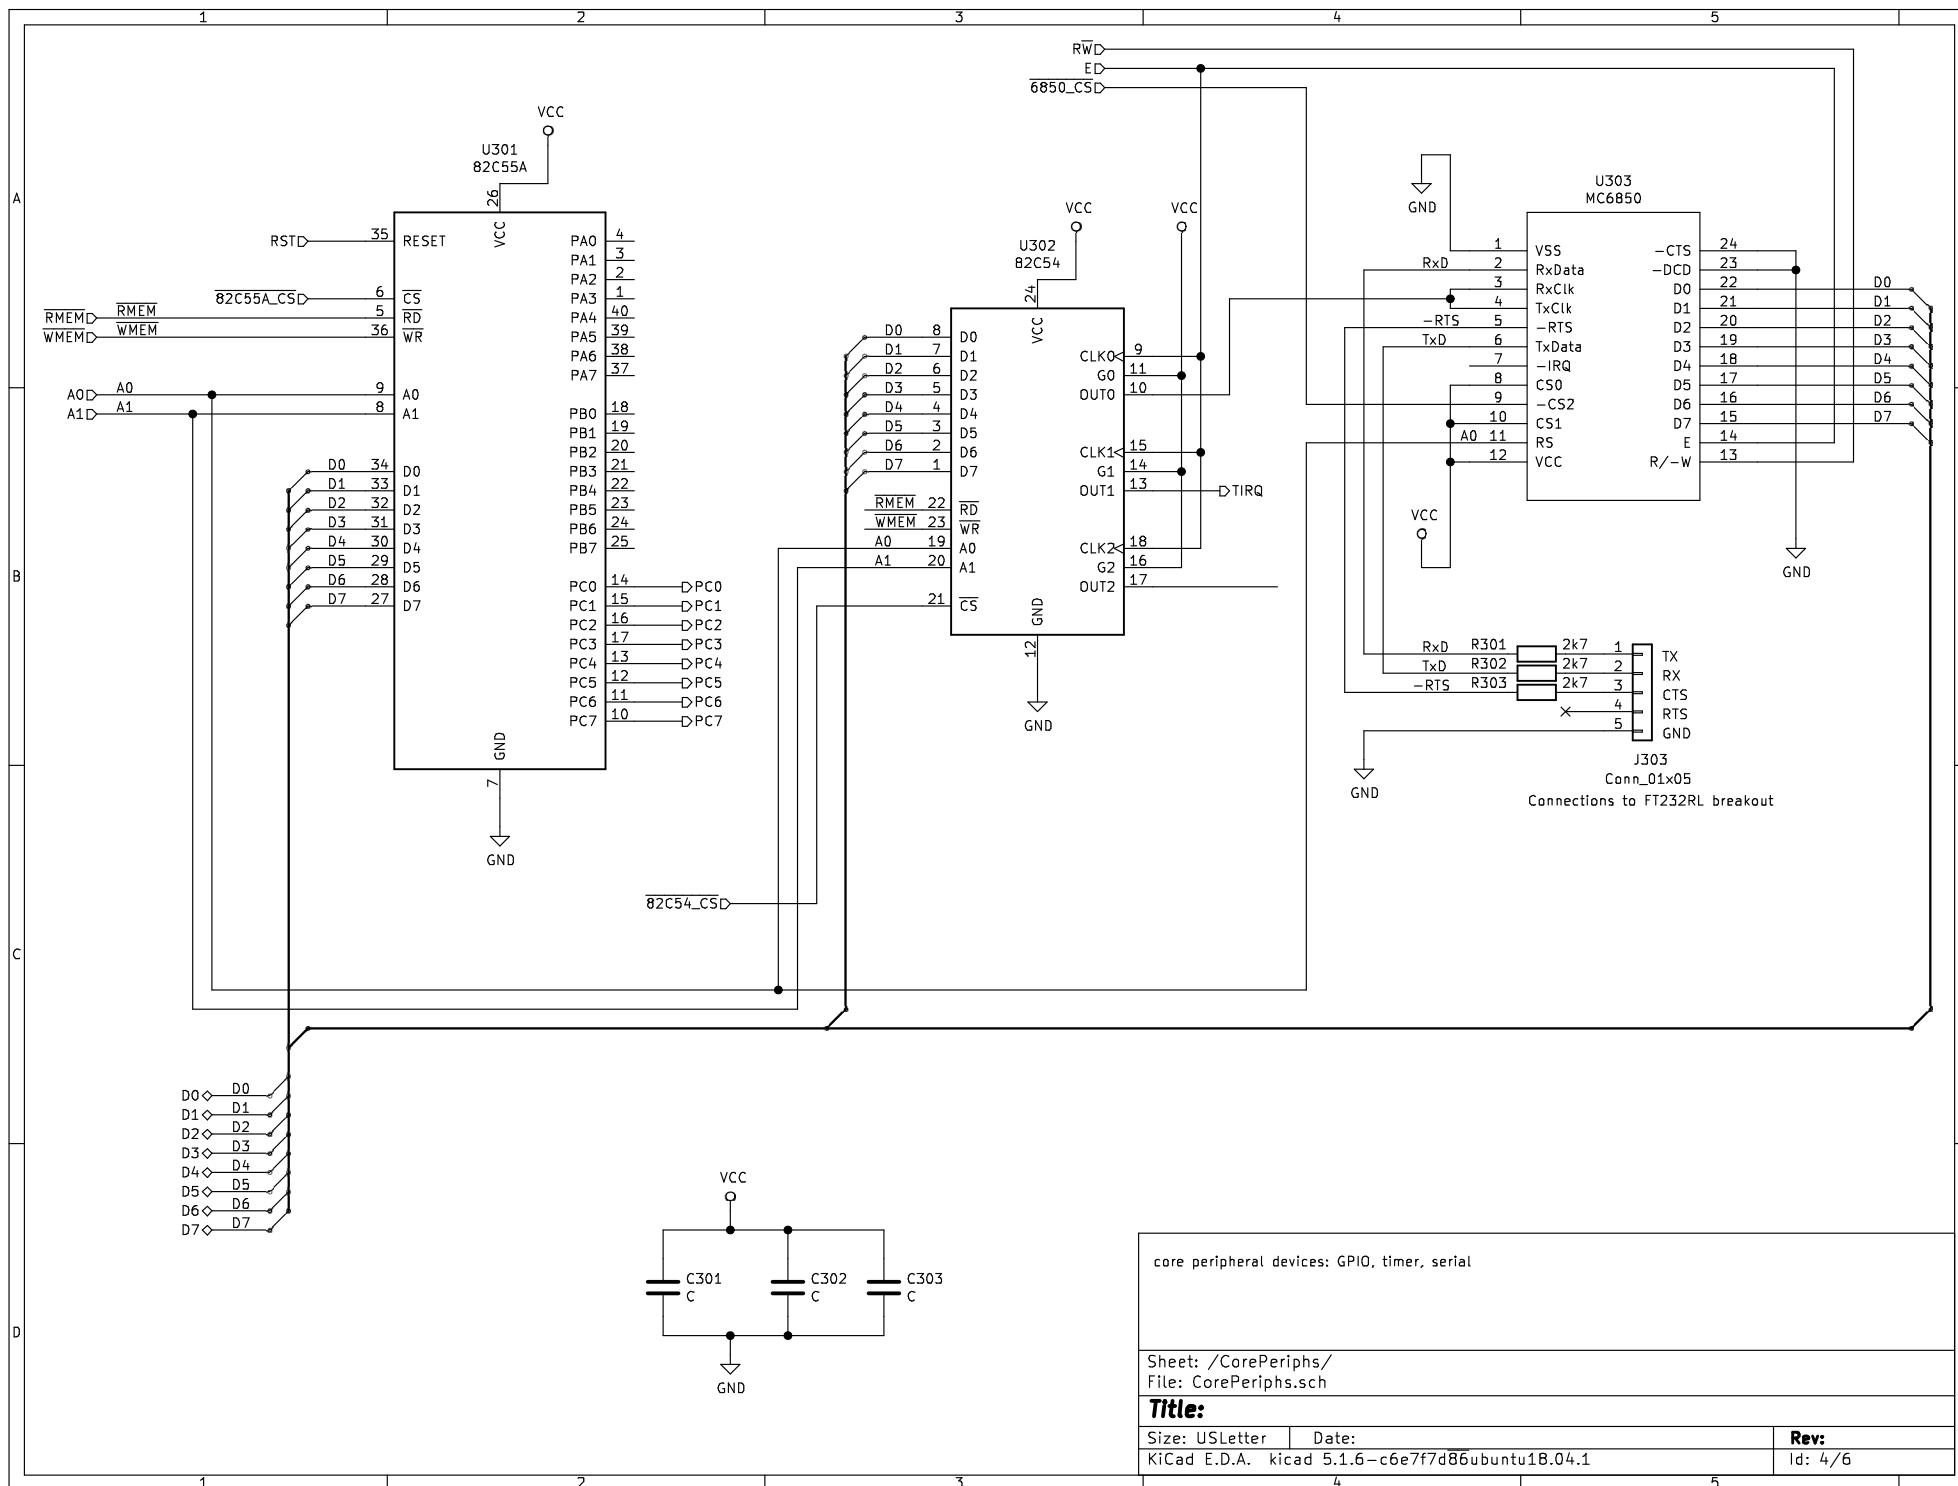 1 2 3 4 5
A
B
C
D
RW
E
6850_CS
VCC
U301
82C55A
26
VCC
RST 35 RESET
82C55A_CS 6 CS
RMEM RMEM 5 RD
WMEM WMEM 36 WR
A0 A0 9 A0
A1 A1 8 A1
D0 34 D0
D1 33 D1
D2 32 D2
D3 31 D3
D4 30 D4
D5 29 D5
D6 28 D6
D7 27 D7
PA0 4
PA1 3
PA2 2
PA3 1
PA4 40
PA5 39
PA6 38
PA7 37
PB0 18
PB1 19
PB2 20
PB3 21
PB4 22
PB5 23
PB6 24
PB7 25
PC0 14 PC0
PC1 15 PC1
PC2 16 PC2
PC3 17 PC3
PC4 13 PC4
PC5 12 PC5
PC6 11 PC6
PC7 10 PC7
GND
7
GND
VCC
VCC
U302
82C54
24
VCC
D0 8 D0
D1 7 D1
D2 6 D2
D3 5 D3
D4 4 D4
D5 3 D5
D6 2 D6
D7 1 D7
RMEM 22 RD
WMEM 23 WR
A0 19 A0
A1 20 A1
21 CS
CLK0 9
G0 11
OUT0 10
CLK1 15
G1 14
OUT1 13 TIRQ
CLK2 18
G2 16
OUT2 17
GND
12
GND
82C54_CS
GND
U303
MC6850
1 VSS
RxD 2 RxData
3 RxClk
4 TxClk
-RTS 5 -RTS
TxD 6 TxData
7 -IRQ
8 CS0
9 -CS2
10 CS1
A0 11 RS
12 VCC
-CTS 24
-DCD 23
D0 22 D0
D1 21 D1
D2 20 D2
D3 19 D3
D4 18 D4
D5 17 D5
D6 16 D6
D7 15 D7
E 14
R/-W 13
VCC
GND
RxD R301 2k7 1 TX
TxD R302 2k7 2 RX
-RTS R303 2k7 3 CTS
4 RTS
5 GND
GND
J303
Conn_01x05
Connections to FT232RL breakout
D0 D0
D1 D1
D2 D2
D3 D3
D4 D4
D5 D5
D6 D6
D7 D7
VCC
C301 C302 C303
C C C
GND
core peripheral devices: GPIO, timer, serial
Sheet: /CorePeriphs/
File: CorePeriphs.sch
Title:
Size: USLetter Date: Rev:
KiCad E.D.A. kicad 5.1.6-c6e7f7d86ubuntu18.04.1 Id: 4/6
1 2 3 4 5